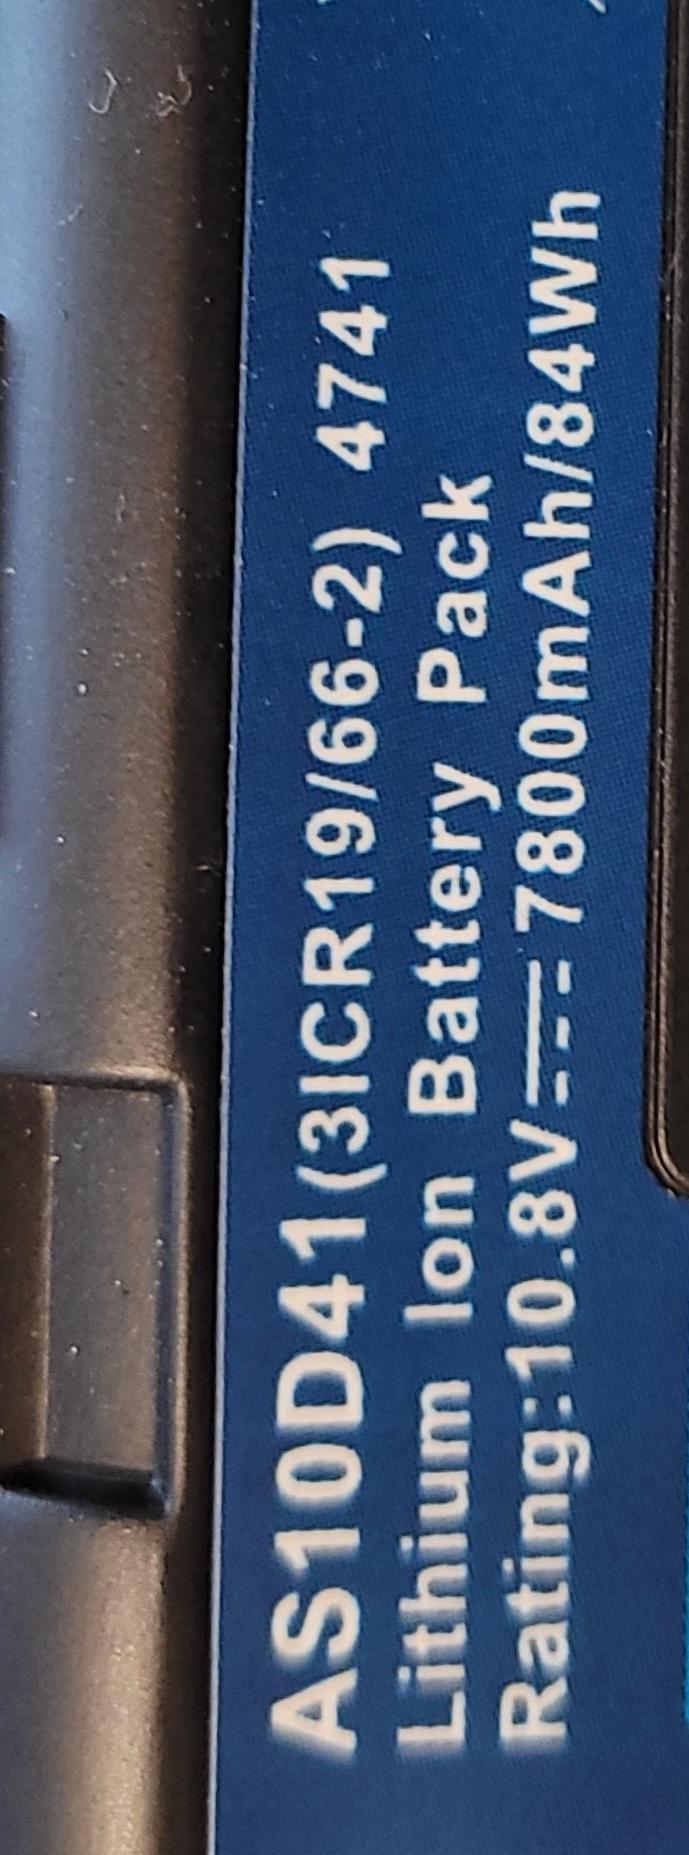 AS10D41(3ICR19/66-2) 4741
Lithium Ion Battery Pack
Rating:10.8V⎓7800mAh/84Wh